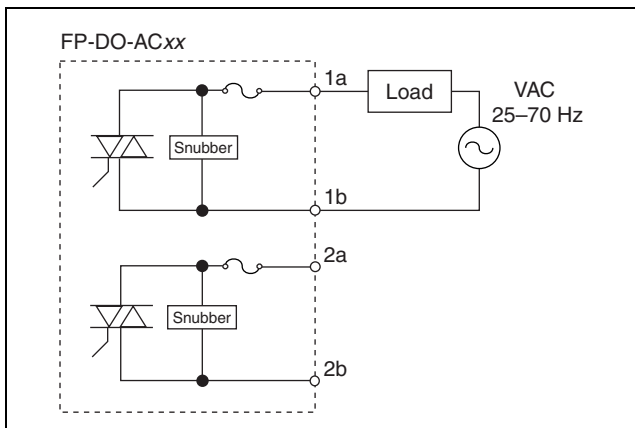 FP-DO-ACxx
1a
Load
VAC
25–70 Hz
Snubber
1b
2a
Snubber
2b